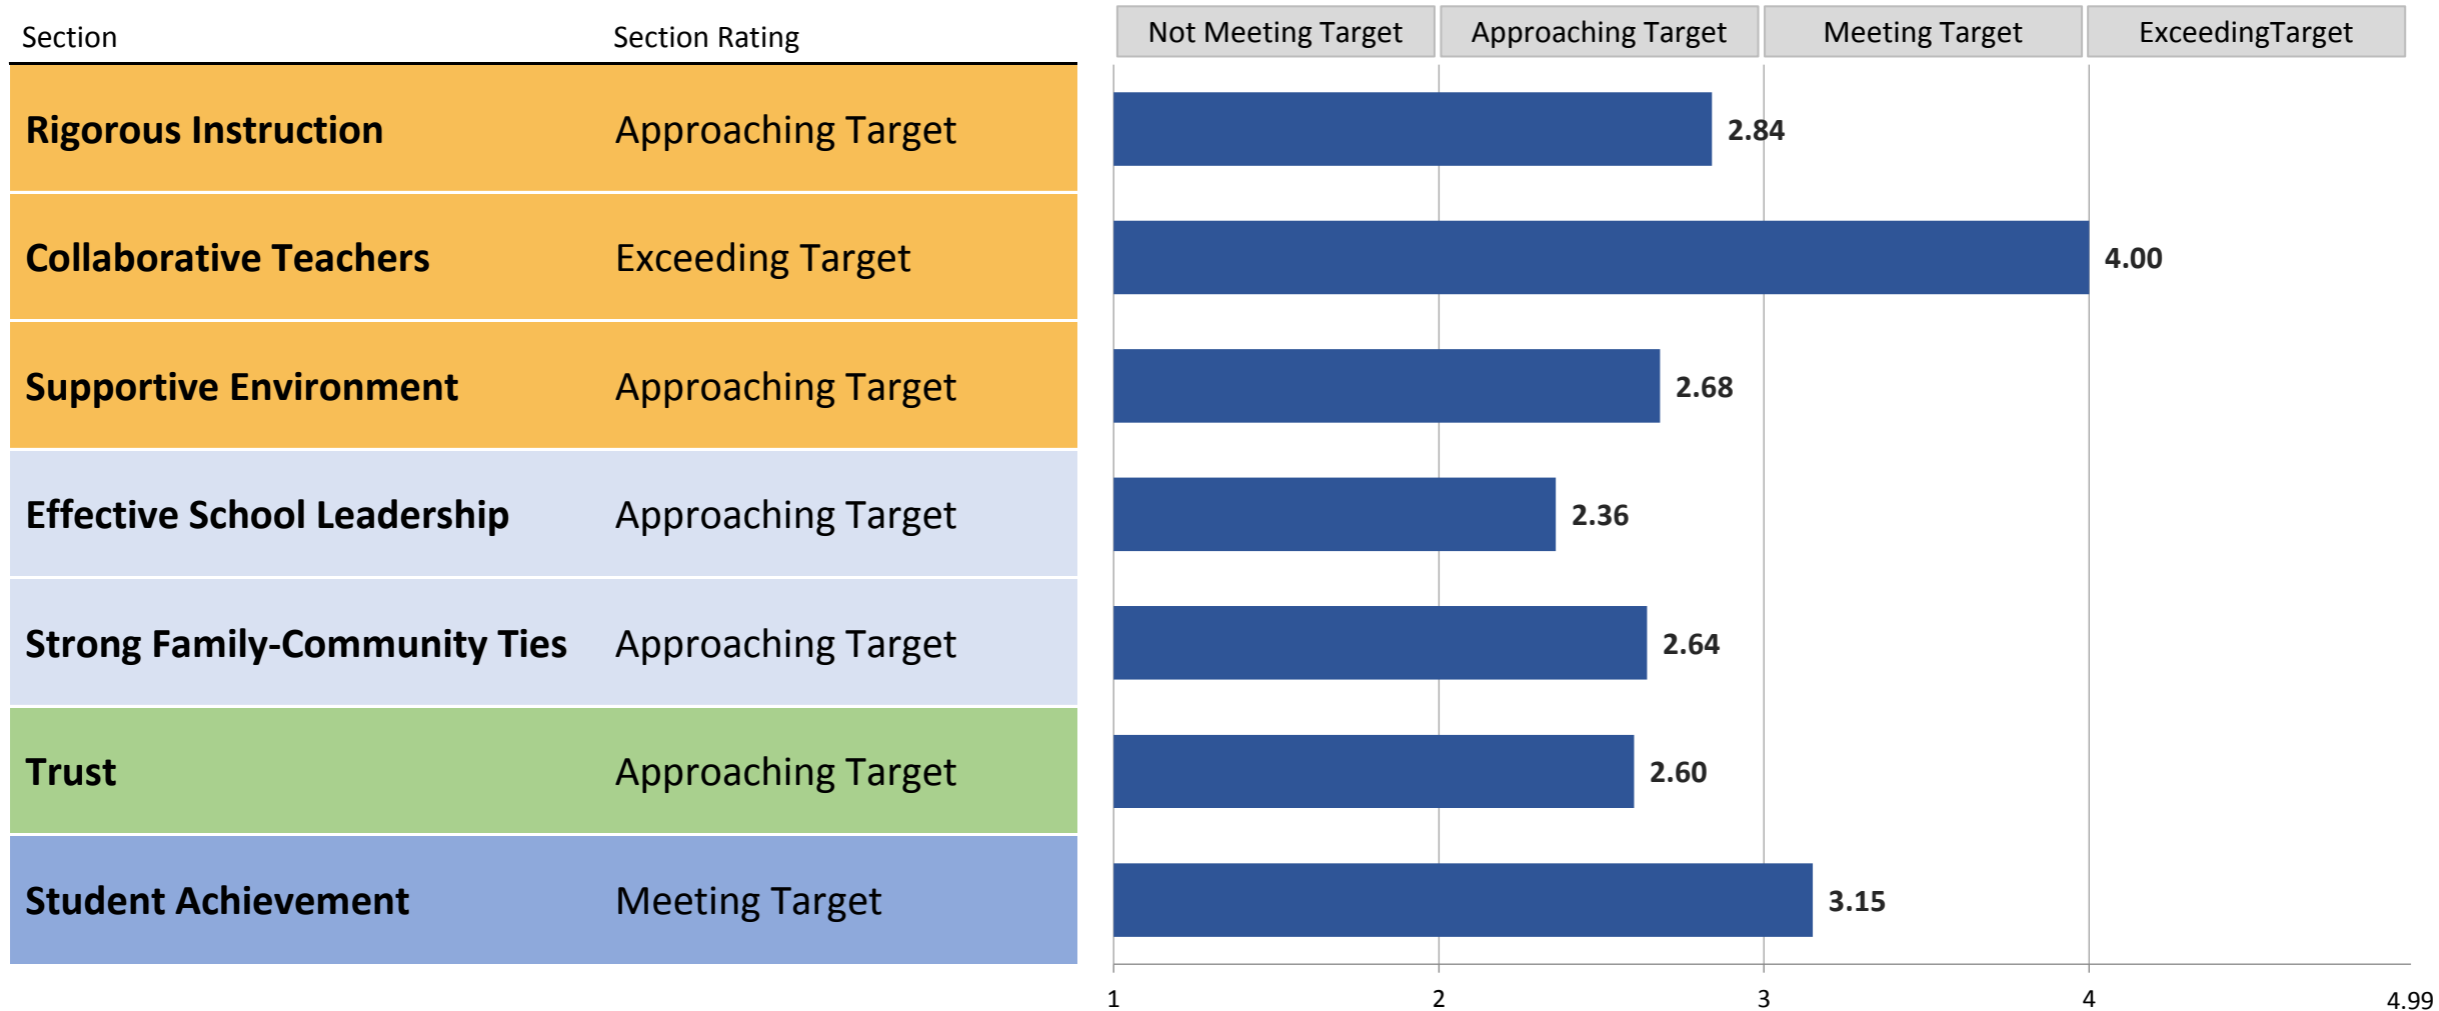 Section Section Rating Not Meeting Target Approaching Target Meeting Target ExceedingTarget
Rigorous Instruction Approaching Target 2.84
Collaborative Teachers Exceeding Target 4.00
Supportive Environment Approaching Target 2.68
Effective School Leadership Approaching Target 2.36
Strong Family-Community Ties Approaching Target 2.64
Trust Approaching Target 2.60
Student Achievement Meeting Target 3.15
1 2 3 4 4.99